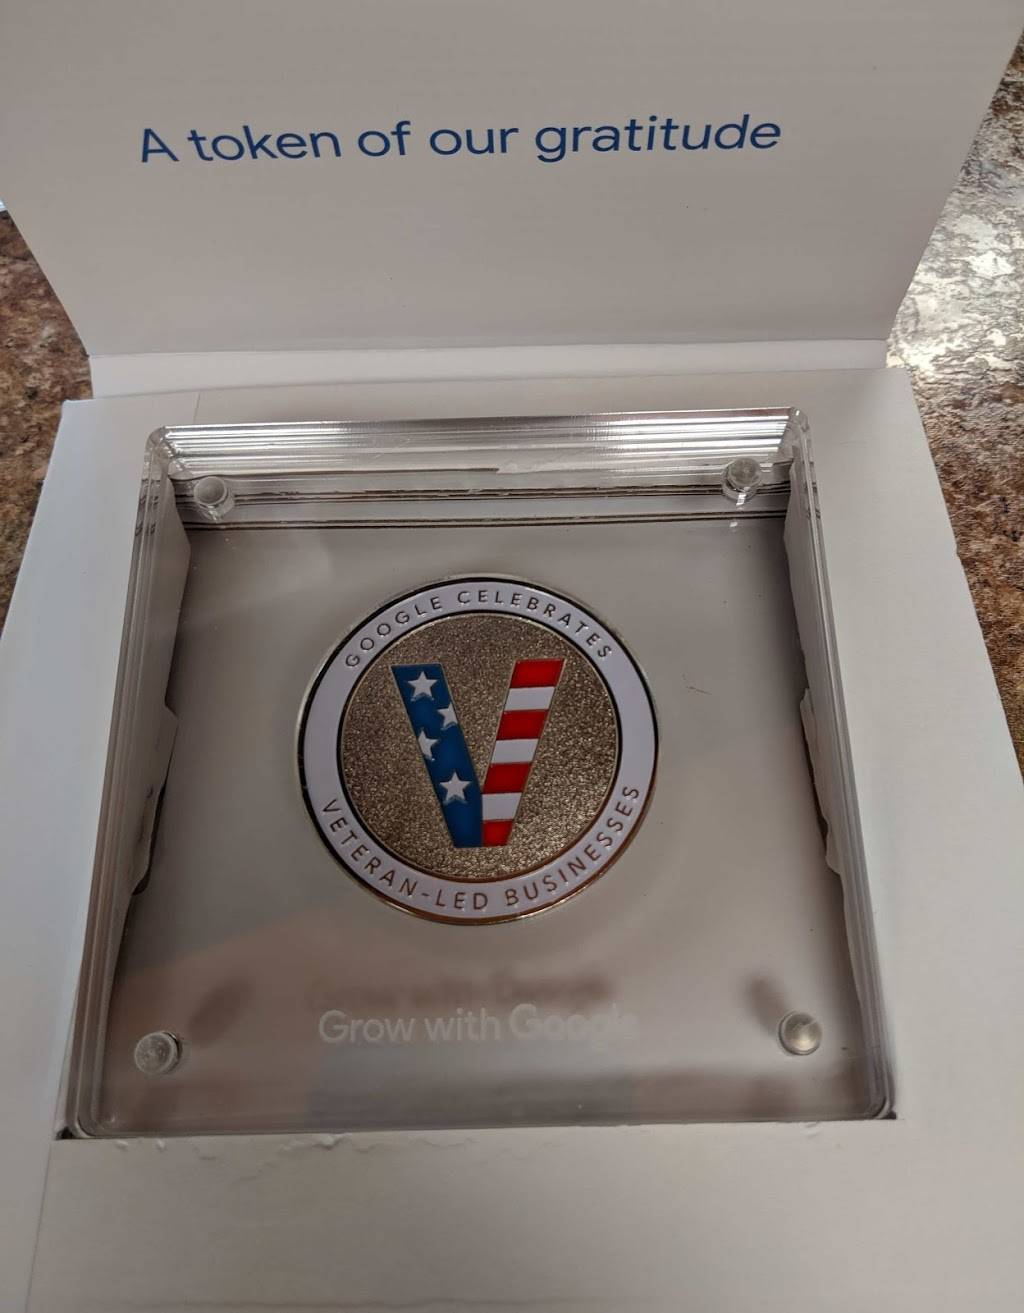 A token of our gratitude
GOOGLE CELEBRATES
VETERAN-LED BUSINESSES
Grow with Google